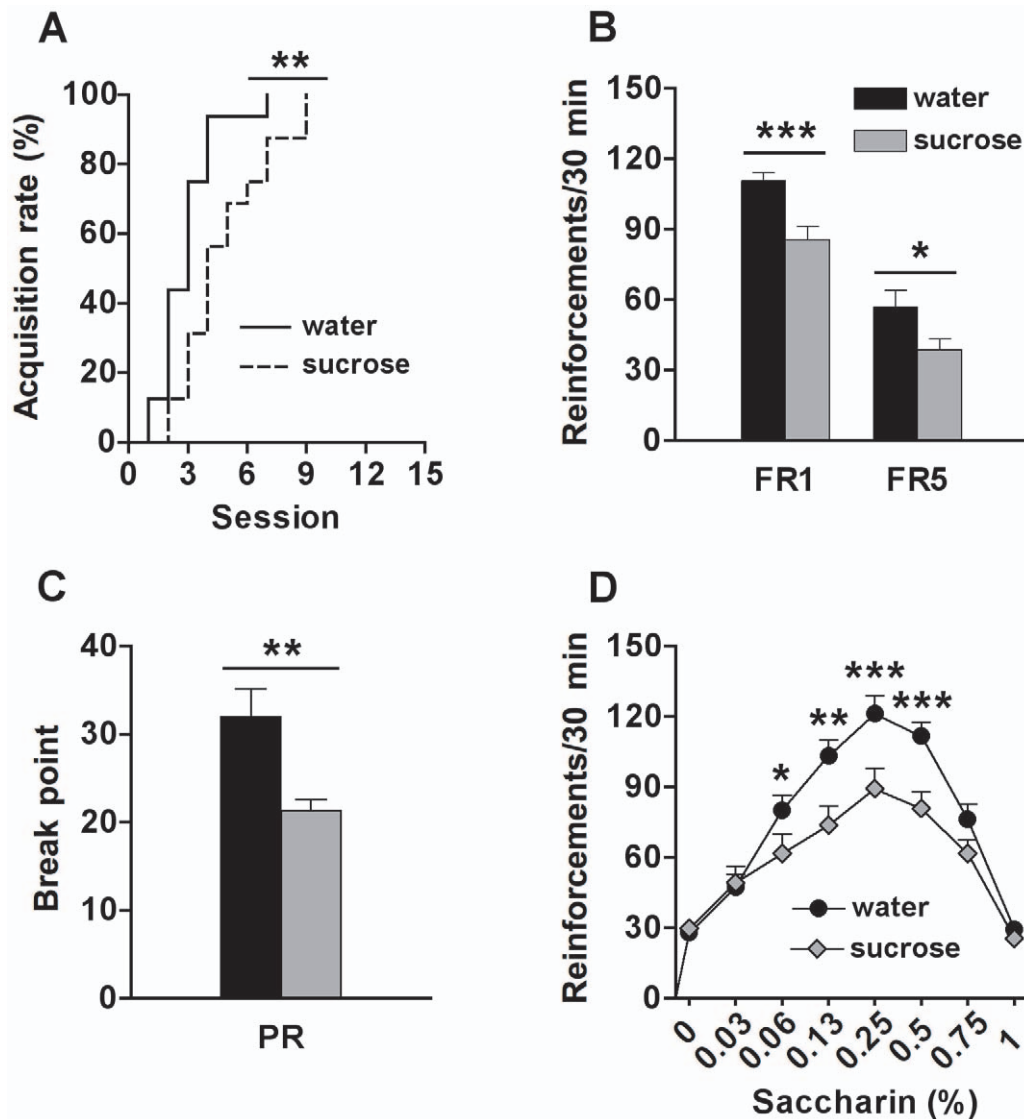 A
**
Acquisition rate (%)
100
80
60
40
20
0
water
sucrose
0 3 6 9 12 15
Session
B
Reinforcements/30 min
150
120
90
60
30
0
water
sucrose
***
*
FR1 FR5
C
Break point
40
30
20
10
0
**
PR
D
Reinforcements/30 min
150
120
90
60
30
0
***
***
**
*
water
sucrose
0 0.03 0.06 0.13 0.25 0.5 0.75 1
Saccharin (%)